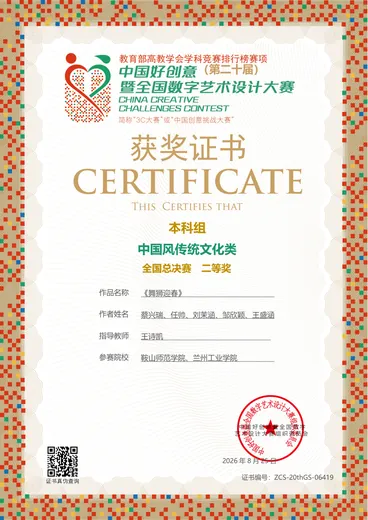 教育部高教学会学科竞赛排行榜赛项
中国好创意（第二十届）
暨全国数字艺术设计大赛
CHINA CREATIVE
CHALLENGES CONTEST
简称"3C大赛"或"中国创意挑战大赛"
获奖证书
CERTIFICATE
THIS CERTIFIES THAT
本科组
中国风传统文化类
全国总决赛 二等奖
作品名称 《舞狮迎春》
作者姓名 蔡兴瑞、任帅、刘茉涵、邹欣颖、王盛涵
指导教师 王诗凯
参赛院校 鞍山师范学院、兰州工业学院
2026 年 8 月
证书真伪查询
证书编号：ZCS-20thGS-06419